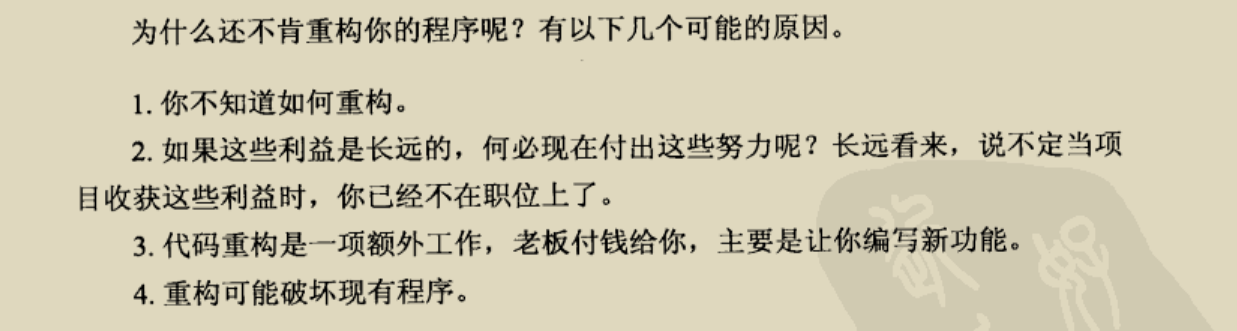 为什么还不肯重构你的程序呢？有以下几个可能的原因。
1. 你不知道如何重构。
2. 如果这些利益是长远的，何必现在付出这些努力呢？长远看来，说不定当项
目收获这些利益时，你已经不在职位上了。
3. 代码重构是一项额外工作，老板付钱给你，主要是让你编写新功能。
4. 重构可能破坏现有程序。